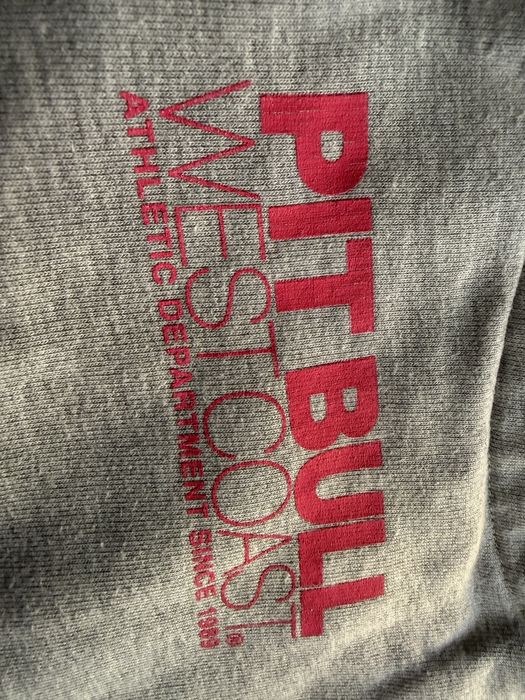 PIT BULL
WEST COAST®
ATHLETIC DEPARTMENT SINCE 1989